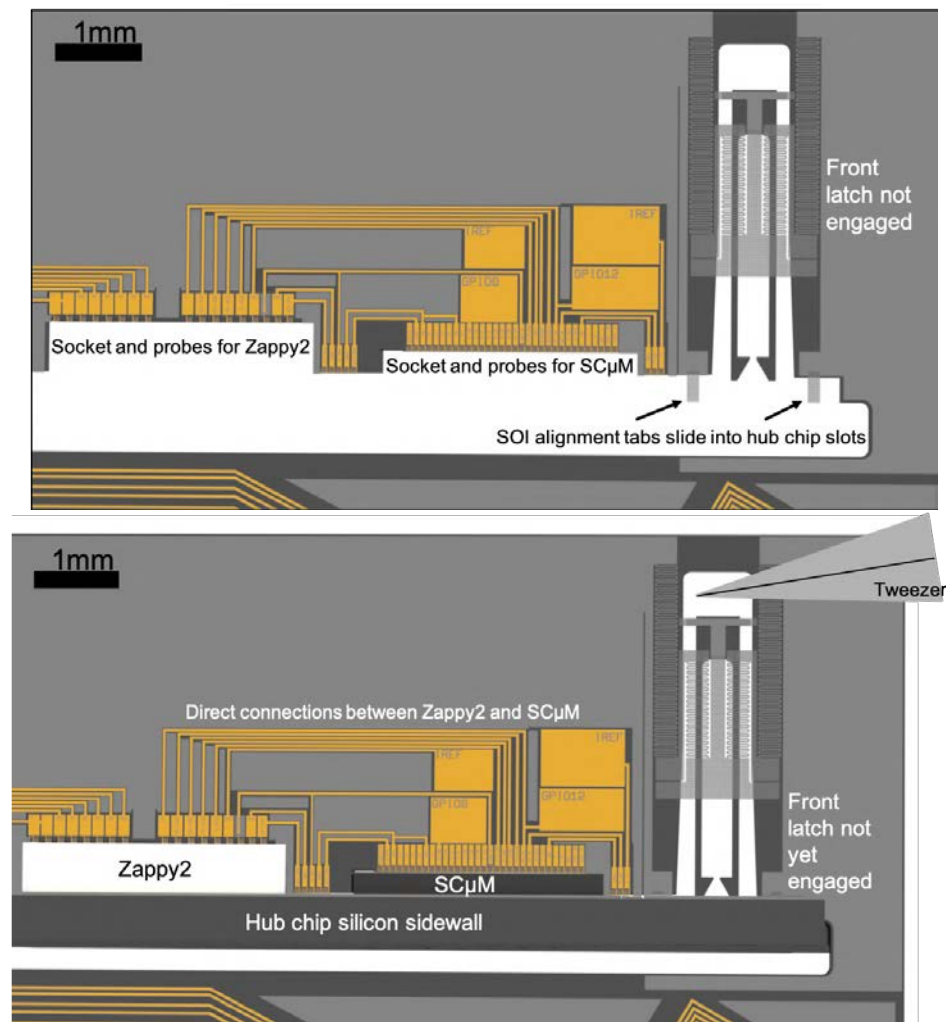 1mm
IREF
IREF
GPIO8
GPIO12
Front
latch not
engaged
Socket and probes for Zappy2
Socket and probes for SCμM
SOI alignment tabs slide into hub chip slots
1mm
Tweezer
Direct connections between Zappy2 and SCμM
IREF
IREF
GPIO8
GPIO12
Front
latch not
yet
engaged
Zappy2
SCμM
Hub chip silicon sidewall